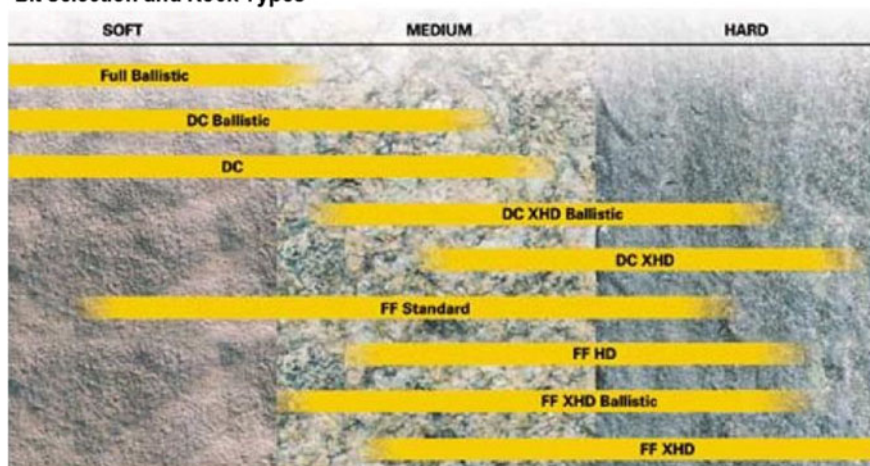 SOFT MEDIUM HARD
Full Ballistic
DC Ballistic
DC
DC XHD Ballistic
DC XHD
FF Standard
FF HD
FF XHD Ballistic
FF XHD